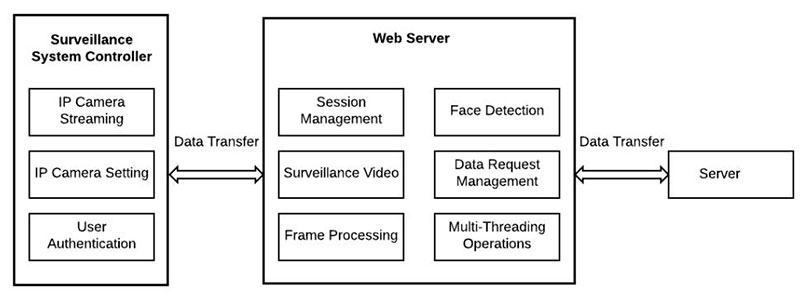 Surveillance
System Controller
IP Camera
Streaming
IP Camera Setting
User
Authentication
Data Transfer
Web Server
Session
Management
Face Detection
Surveillance Video
Data Request
Management
Frame Processing
Multi-Threading
Operations
Data Transfer
Server